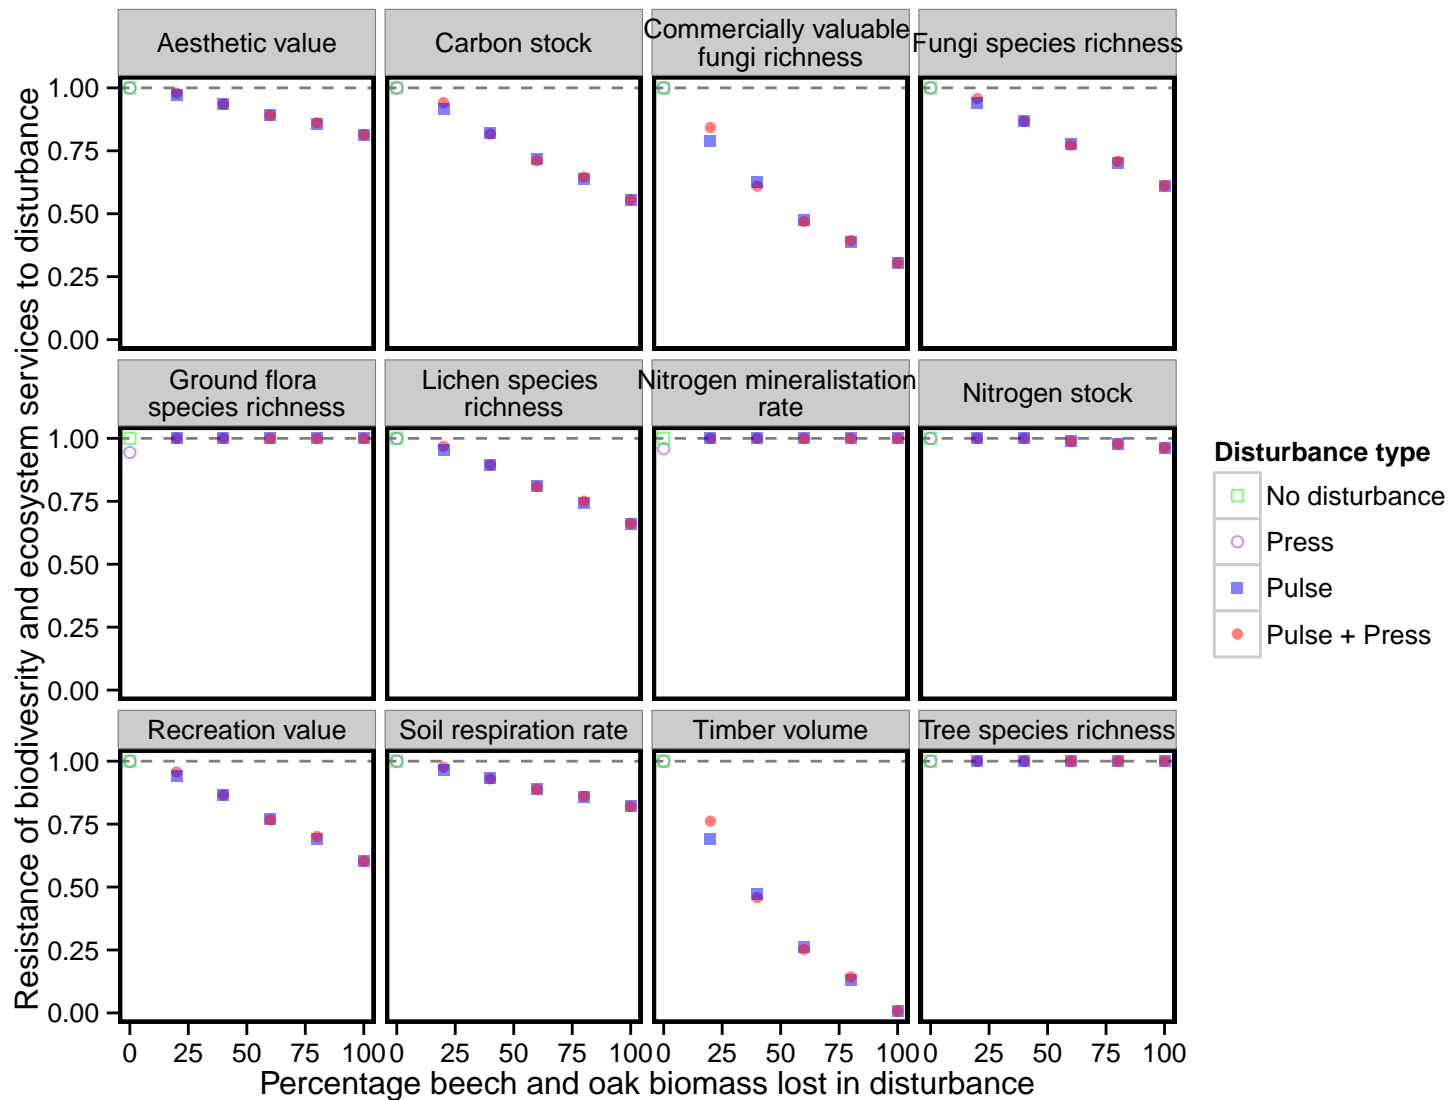 Aesthetic value
Carbon stock
Commercially valuable
fungi richness
Fungi species richness
1.00
0.75
0.50
0.25
0.00
Ground flora
species richness
Lichen species
richness
Nitrogen mineralistation
rate
Nitrogen stock
1.00
0.75
0.50
0.25
0.00
Recreation value
Soil respiration rate
Timber volume
Tree species richness
1.00
0.75
0.50
0.25
0.00
0 25 50 75 100
0 25 50 75 100
0 25 50 75 100
0 25 50 75 100
Percentage beech and oak biomass lost in disturbance
Resistance of biodivesrity and ecosystem services to disturbance
Disturbance type
No disturbance
Press
Pulse
Pulse + Press